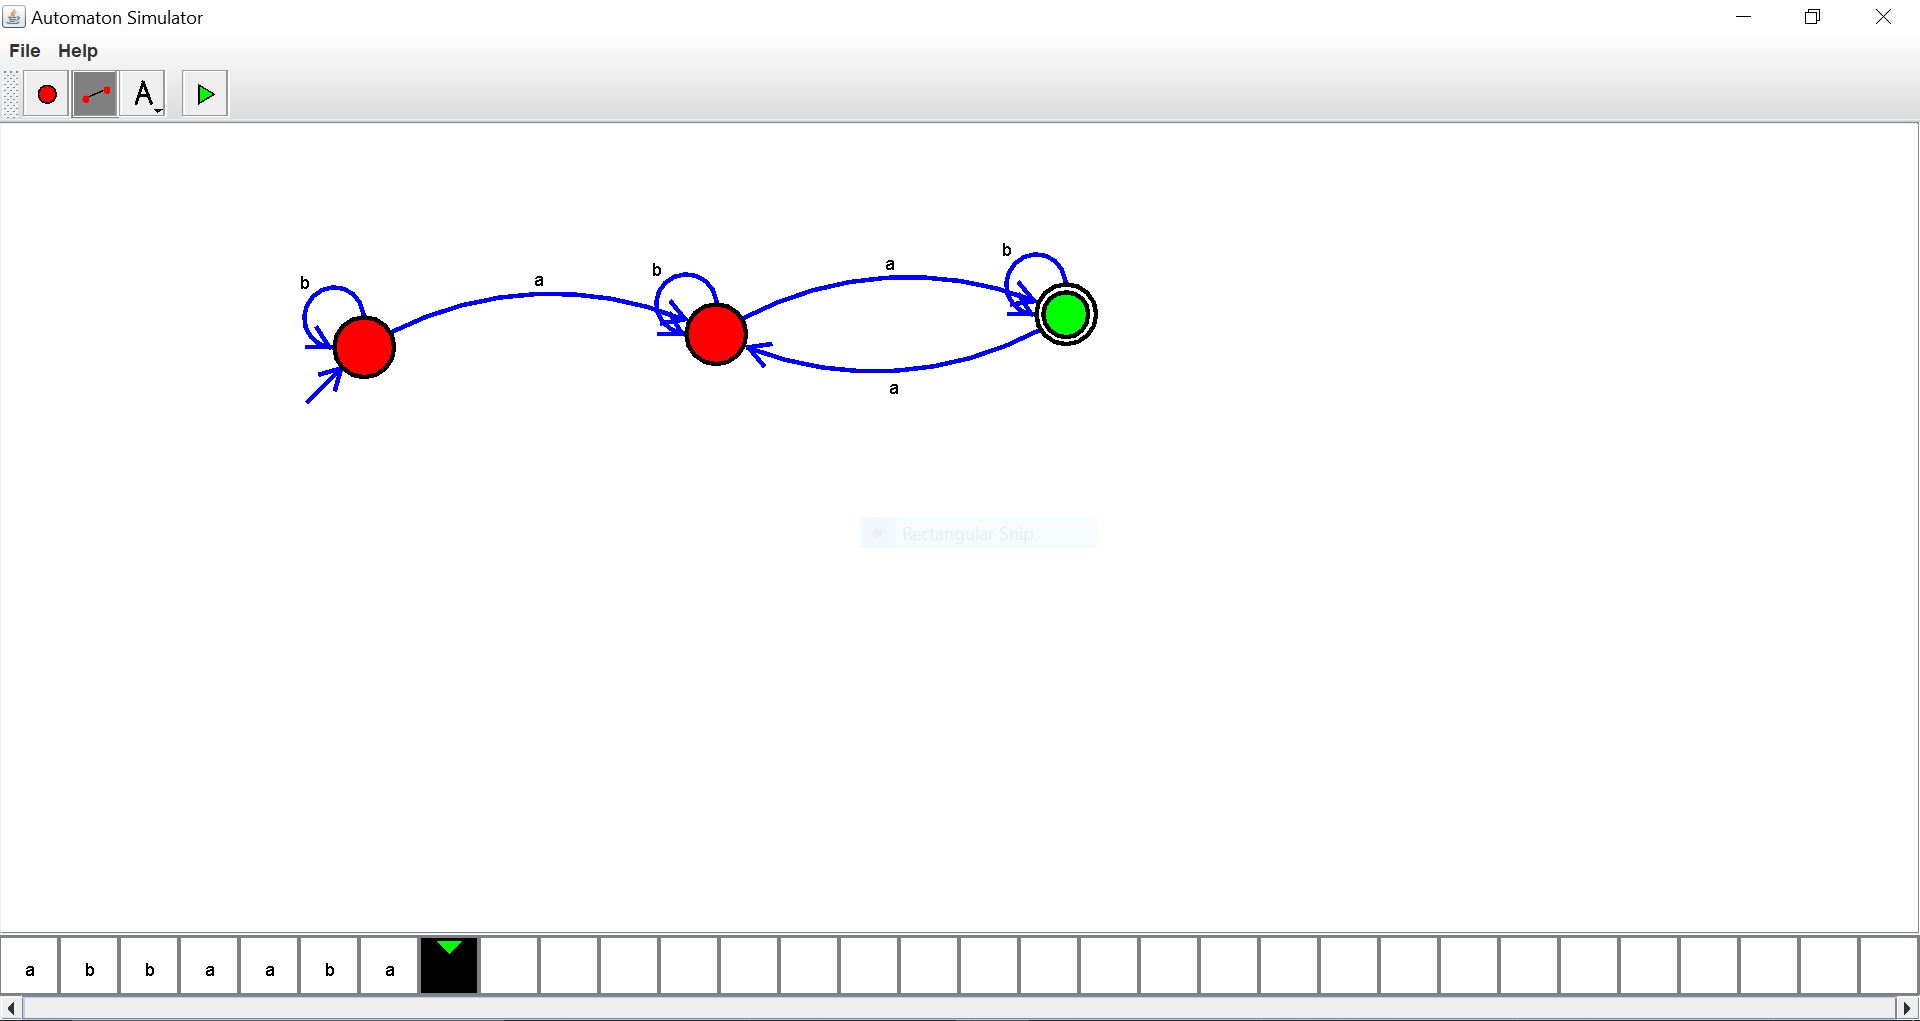 Automaton Simulator
File Help
A
b
a
b
a
b
a
Rectangular Snip
a b b a a b a